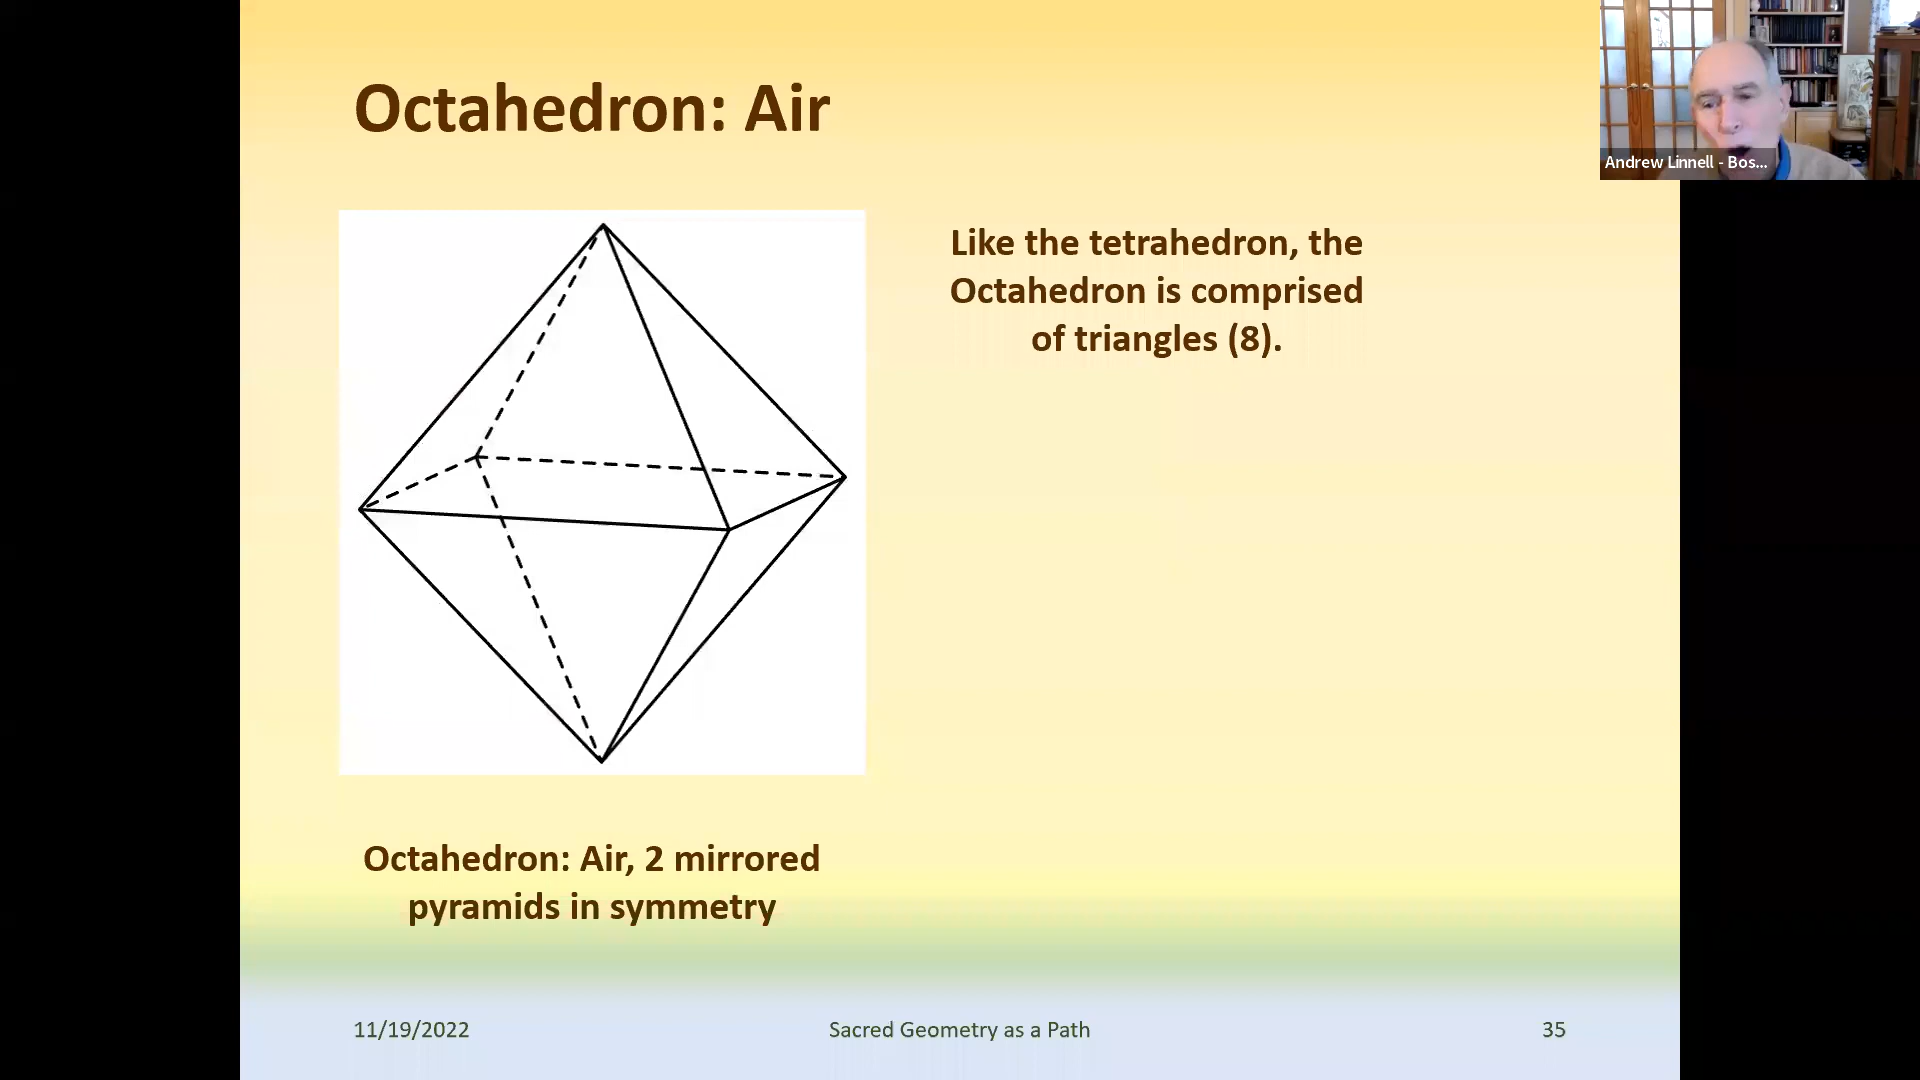 Octahedron: Air
Andrew Linnell - Bos...
Like the tetrahedron, the
Octahedron is comprised
of triangles (8).
Octahedron: Air, 2 mirrored
pyramids in symmetry
11/19/2022
Sacred Geometry as a Path
35